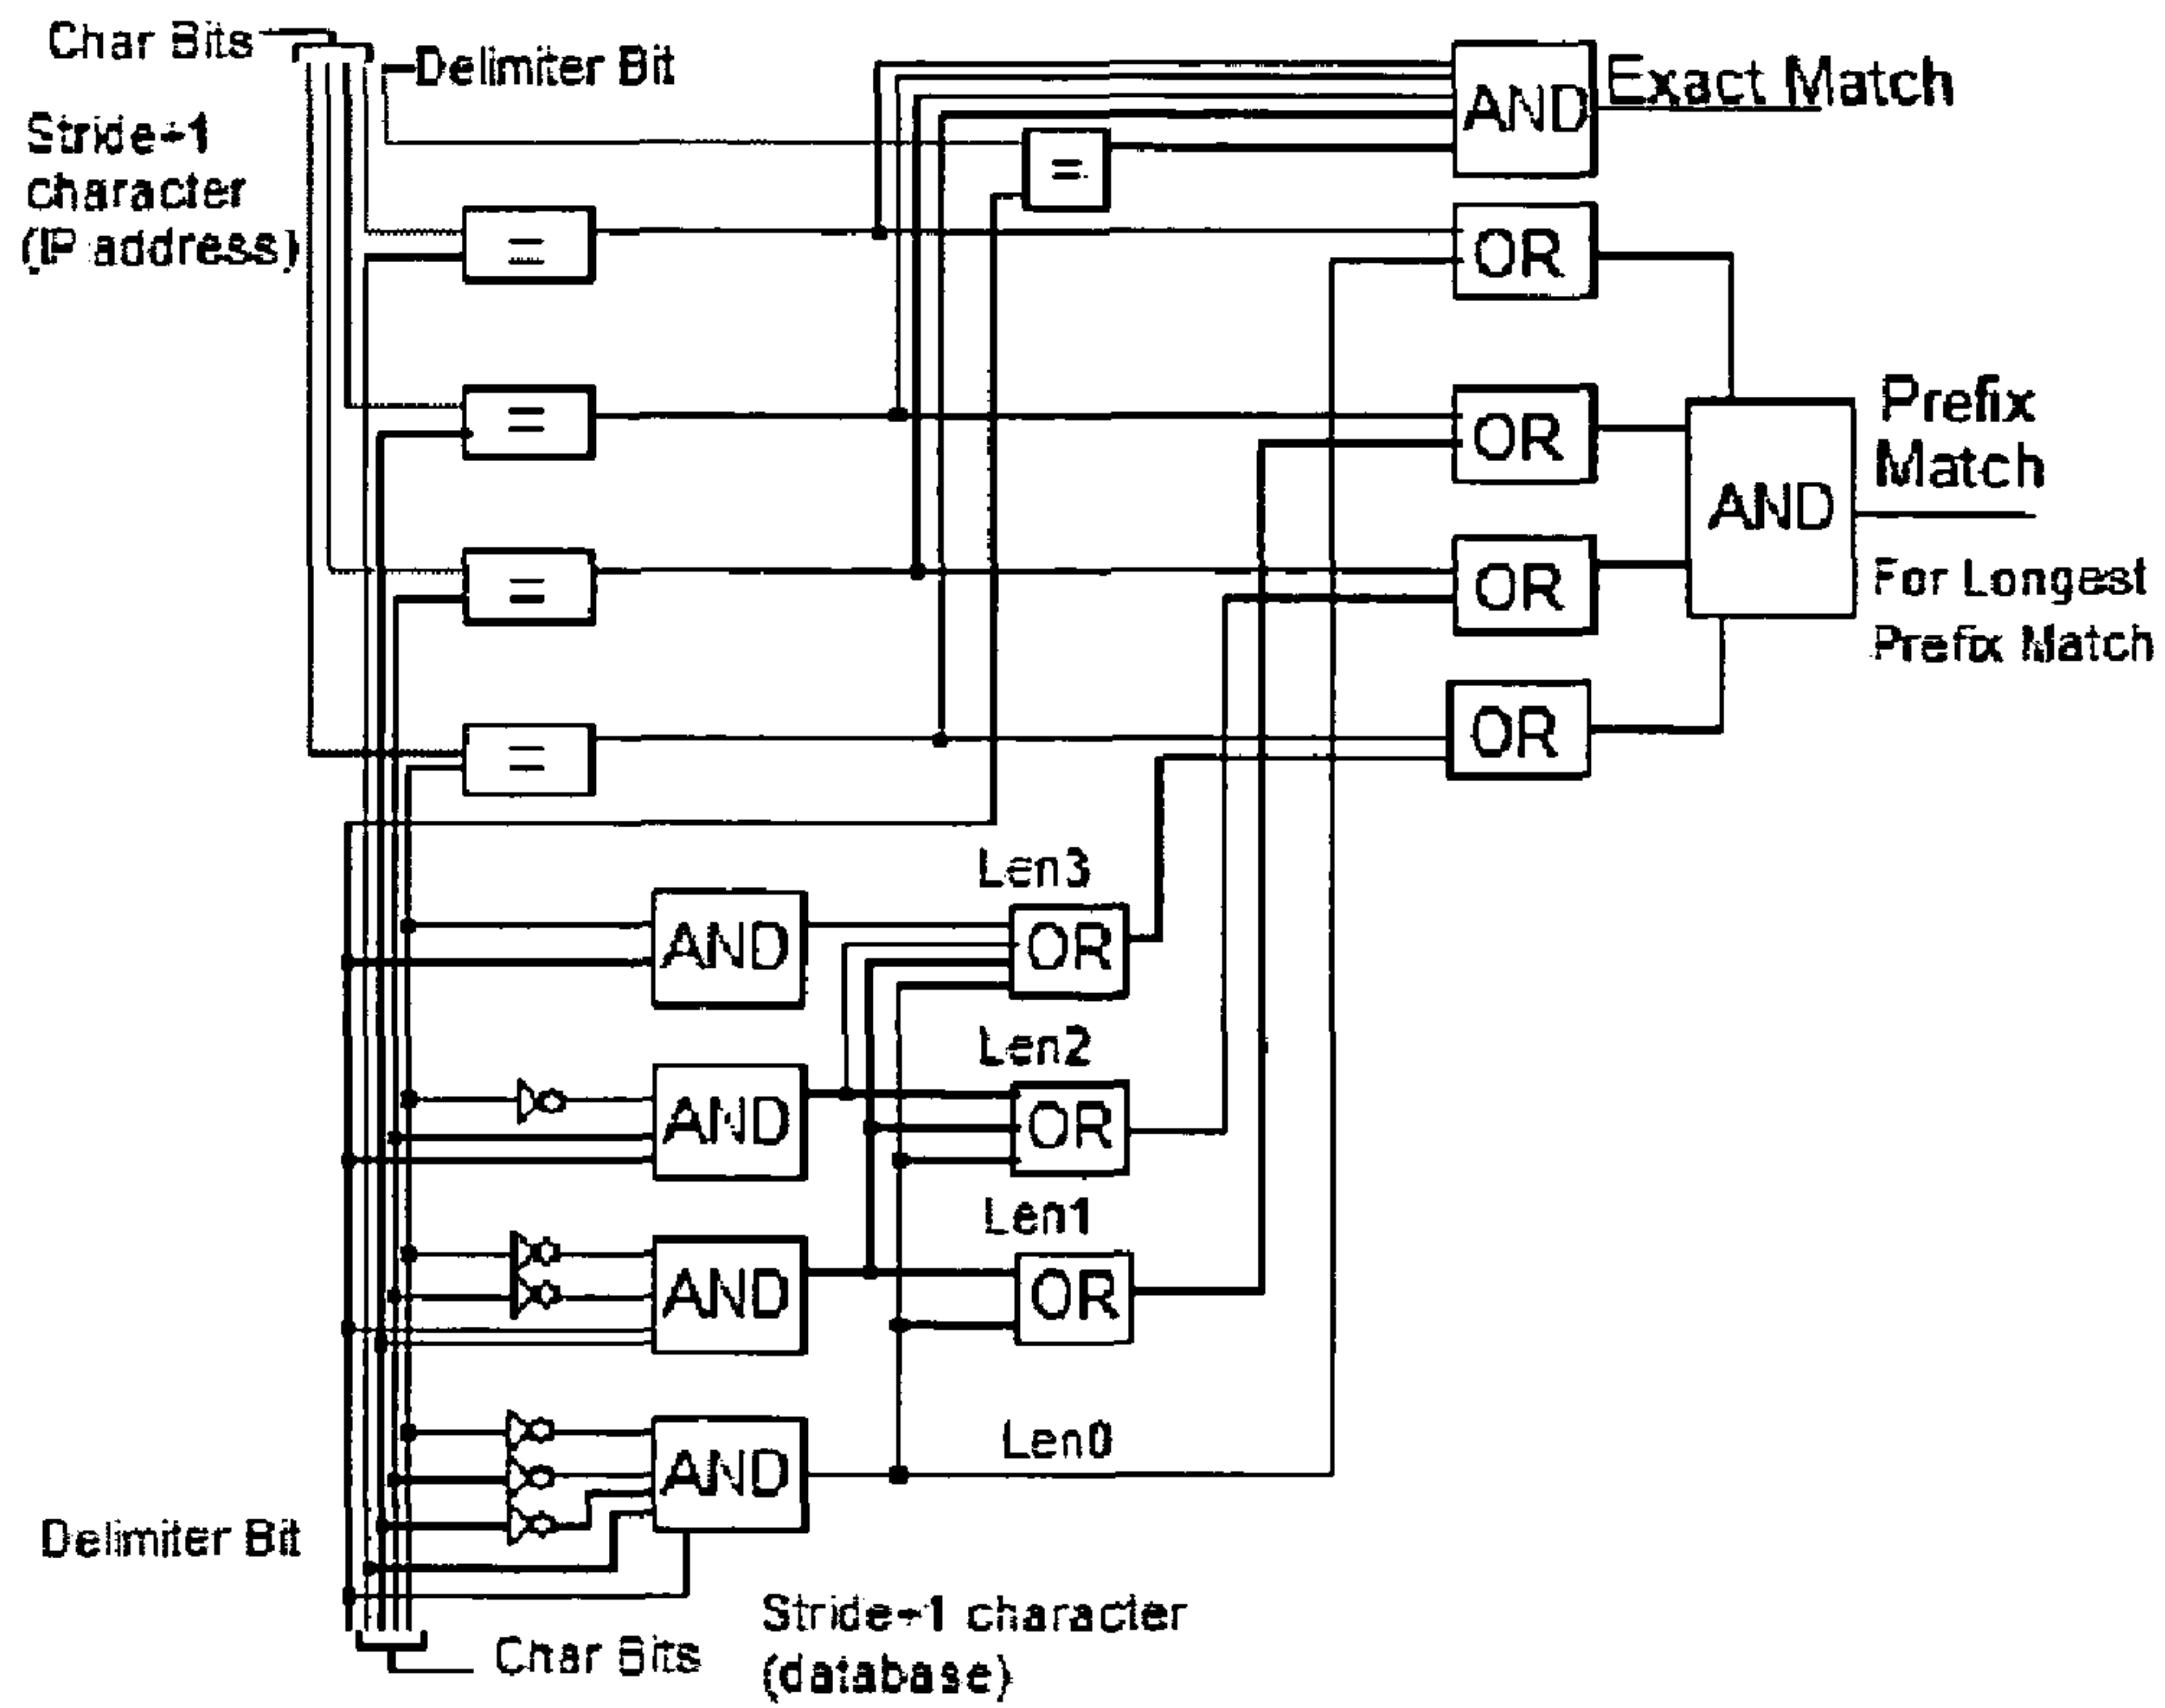 Char Bits
Delimiter Bit
Stride+1
character
(IP address)
AND
Exact Match
=
=
OR
=
OR
Prefix
Match
AND
=
OR
For Longest
Prefix Match
=
OR
Len3
AND
OR
Len2
AND
OR
Len1
AND
OR
Len0
AND
Delimiter Bit
Stride+1 character
(database)
Char Bits